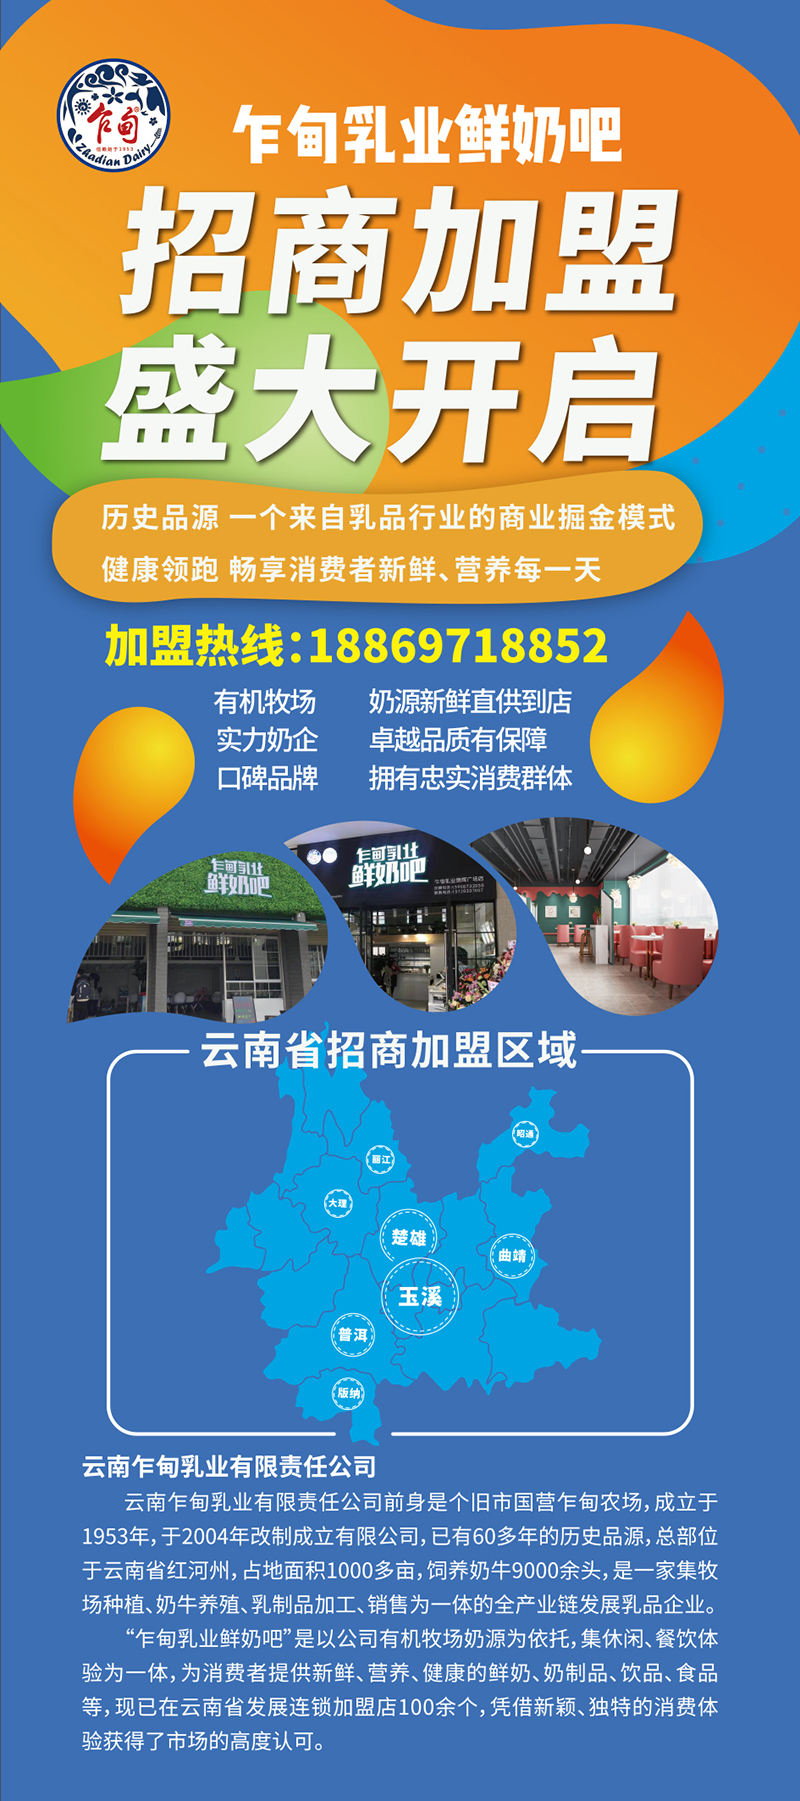 乍甸®
信赖始于1953
Zhadian Dairy
乍甸乳业鲜奶吧
招商加盟
盛大开启
历史品源 一个来自乳品行业的商业掘金模式
健康领跑 畅享消费者新鲜、营养每一天
加盟热线:18869718852
有机牧场 奶源新鲜直供到店
实力奶企 卓越品质有保障
口碑品牌 拥有忠实消费群体
乍甸乳业
鲜奶吧
乍甸乳业
鲜奶吧
云南省招商加盟区域
昭通
丽江
大理
楚雄
曲靖
玉溪
普洱
版纳
云南乍甸乳业有限责任公司
云南乍甸乳业有限责任公司前身是个旧市国营乍甸农场,成立于
1953年,于2004年改制成立有限公司,已有60多年的历史品源,总部位
于云南省红河州,占地面积1000多亩,饲养奶牛9000余头,是一家集牧
场种植、奶牛养殖、乳制品加工、销售为一体的全产业链发展乳品企业。
“乍甸乳业鲜奶吧”是以公司有机牧场奶源为依托,集休闲、餐饮体
验为一体,为消费者提供新鲜、营养、健康的鲜奶、奶制品、饮品、食品
等,现已在云南省发展连锁加盟店100余个,凭借新颖、独特的消费体
验获得了市场的高度认可。